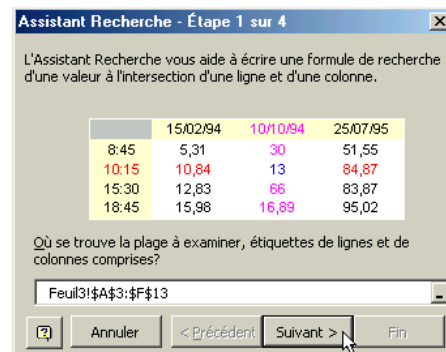 Assistant Recherche - Étape 1 sur 4
L'Assistant Recherche vous aide à écrire une formule de recherche
d'une valeur à l'intersection d'une ligne et d'une colonne.
15/02/94 10/10/94 25/07/95
8:45 5,31 30 51,55
10:15 10,84 13 84,87
15:30 12,83 66 83,87
18:45 15,98 16,89 95,02
Où se trouve la plage à examiner, étiquettes de lignes et de
colonnes comprises?
Feuil3!$A$3:$F$13
Annuler < Précédent Suivant > Fin